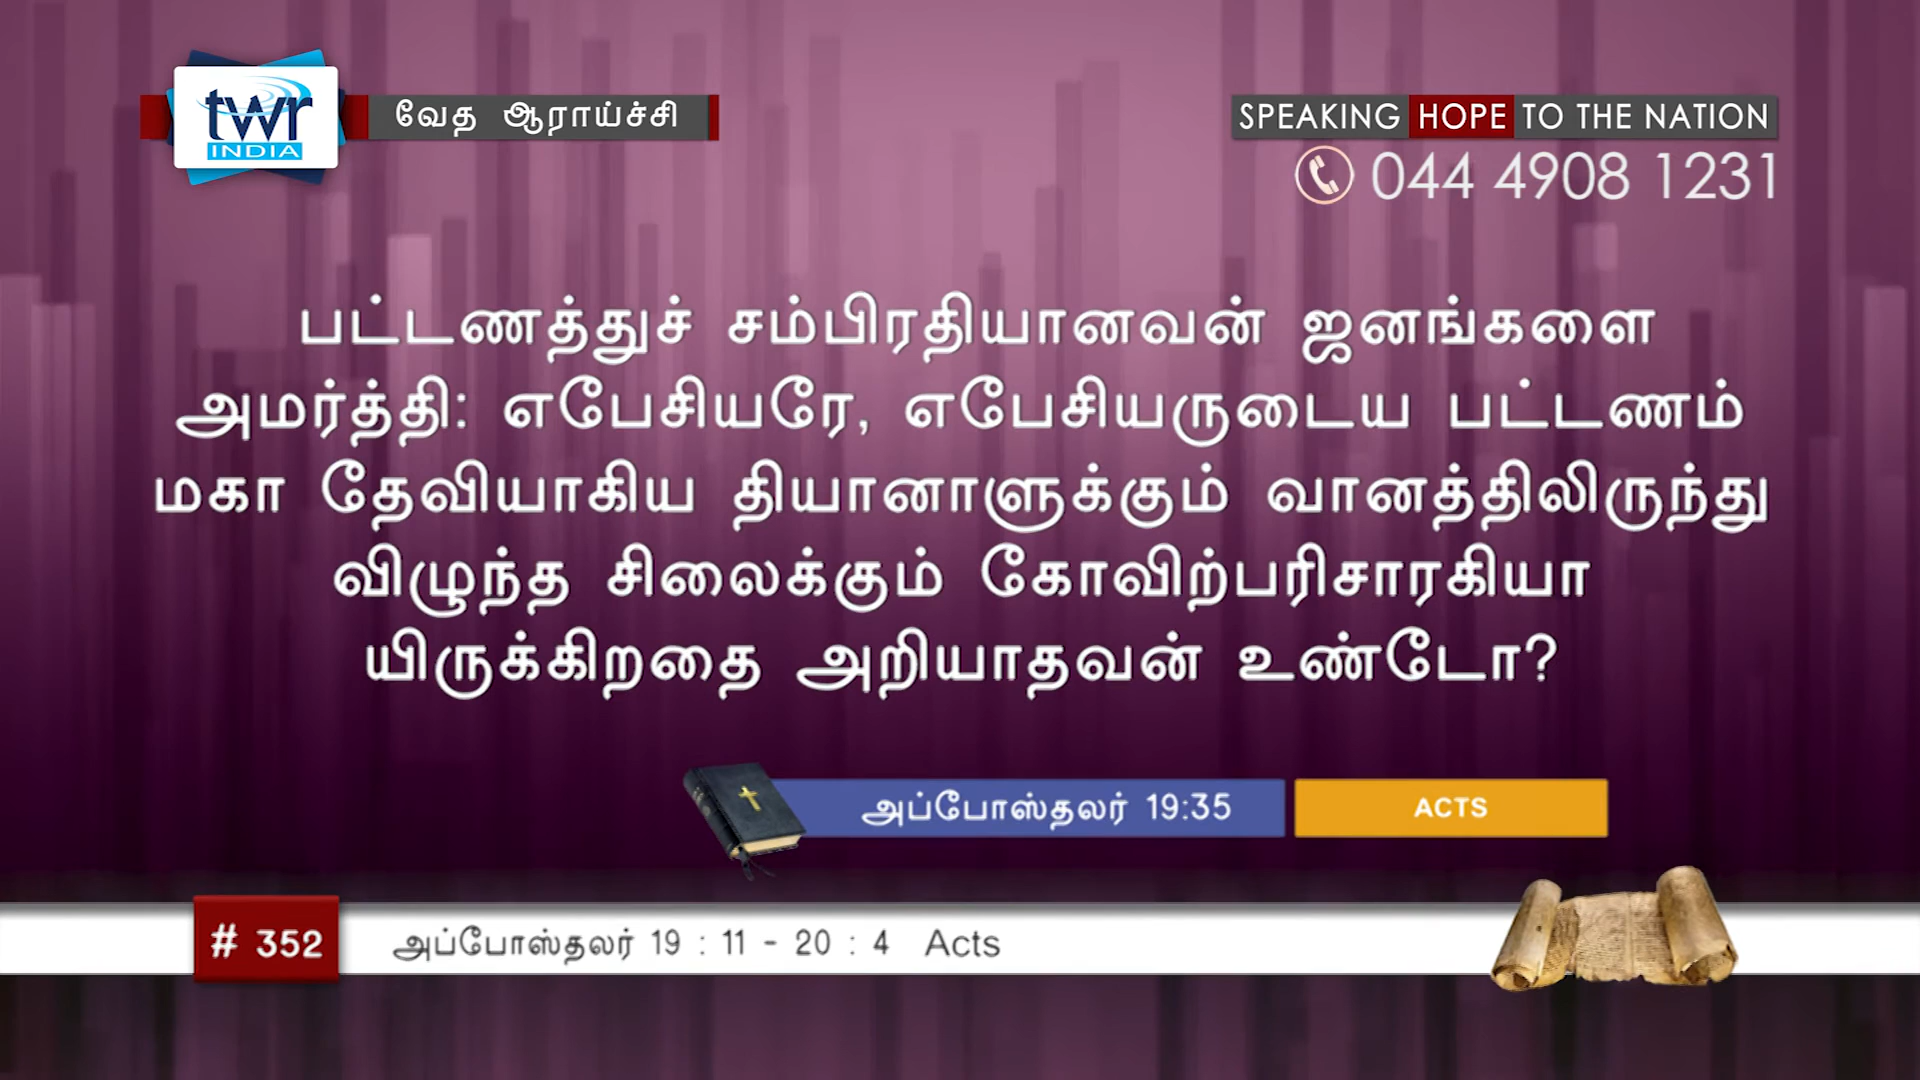 twr
INDIA
வேத ஆராய்ச்சி
SPEAKING HOPE TO THE NATION
044 4908 1231
பட்டணத்துச் சம்பிரதியானவன் ஜனங்களை
அமர்த்தி: எபேசியரே, எபேசியருடைய பட்டணம்
மகா தேவியாகிய தியானாளுக்கும் வானத்திலிருந்து
விழுந்த சிலைக்கும் கோவிற்பரிசாரகியா
யிருக்கிறதை அறியாதவன் உண்டோ?
அப்போஸ்தலர் 19:35
ACTS
# 352
அப்போஸ்தலர் 19 : 11 - 20 : 4 Acts